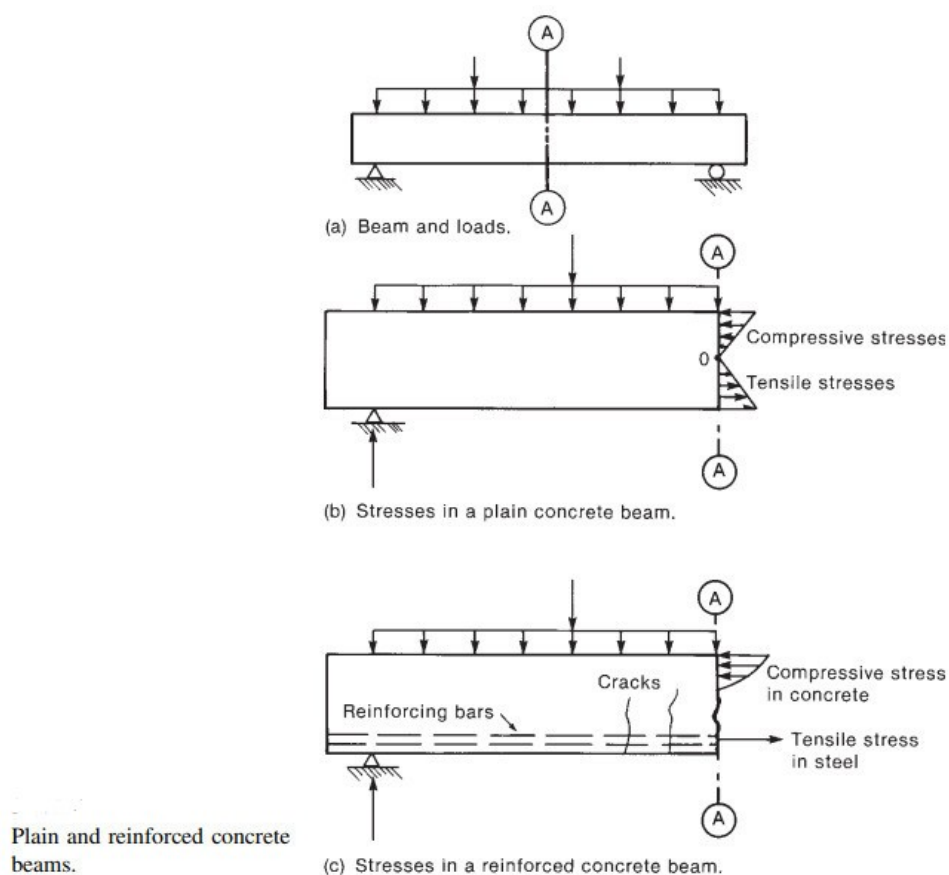 A
A
(a) Beam and loads.
A
Compressive stresses
0
Tensile stresses
A
(b) Stresses in a plain concrete beam.
A
Cracks
Compressive stress
in concrete
Reinforcing bars
Tensile stress
in steel
A
Plain and reinforced concrete
beams.
(c) Stresses in a reinforced concrete beam.